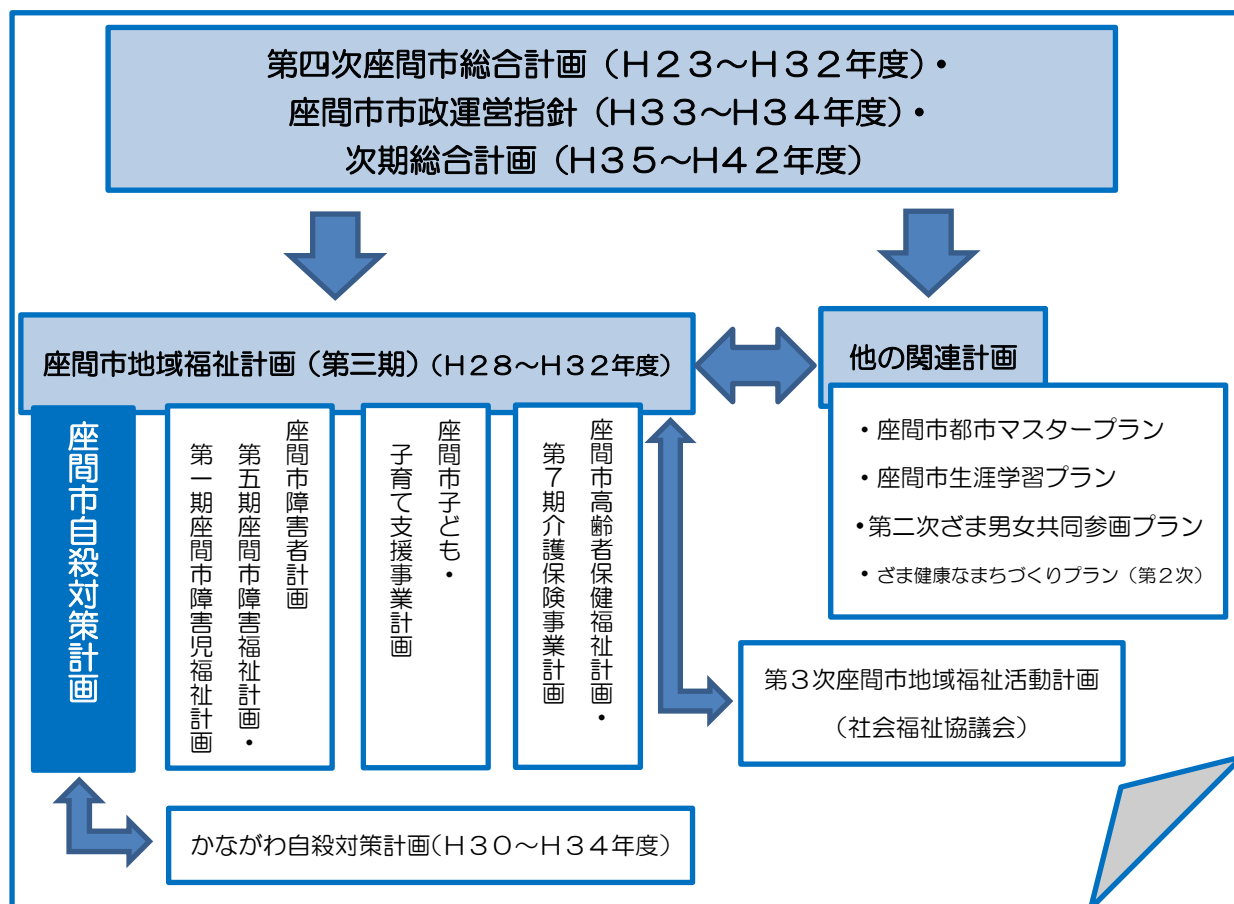 第四次座間市総合計画（Ｈ２３～Ｈ３２年度）・
座間市市政運営指針（Ｈ３３～Ｈ３４年度）・
次期総合計画（Ｈ３５～Ｈ４２年度）
座間市地域福祉計画（第三期）（Ｈ２８～Ｈ３２年度）
他の関連計画
座間市自殺対策計画
座間市障害者計画
第五期座間市障害福祉計画・
第一期座間市障害児福祉計画
座間市子ども・
子育て支援事業計画
座間市高齢者保健福祉計画・
第７期介護保険事業計画
・座間市都市マスタープラン
・座間市生涯学習プラン
・第二次ざま男女共同参画プラン
・ざま健康なまちづくりプラン（第２次）
第３次座間市地域福祉活動計画
（社会福祉協議会）
かながわ自殺対策計画（Ｈ３０～Ｈ３４年度）